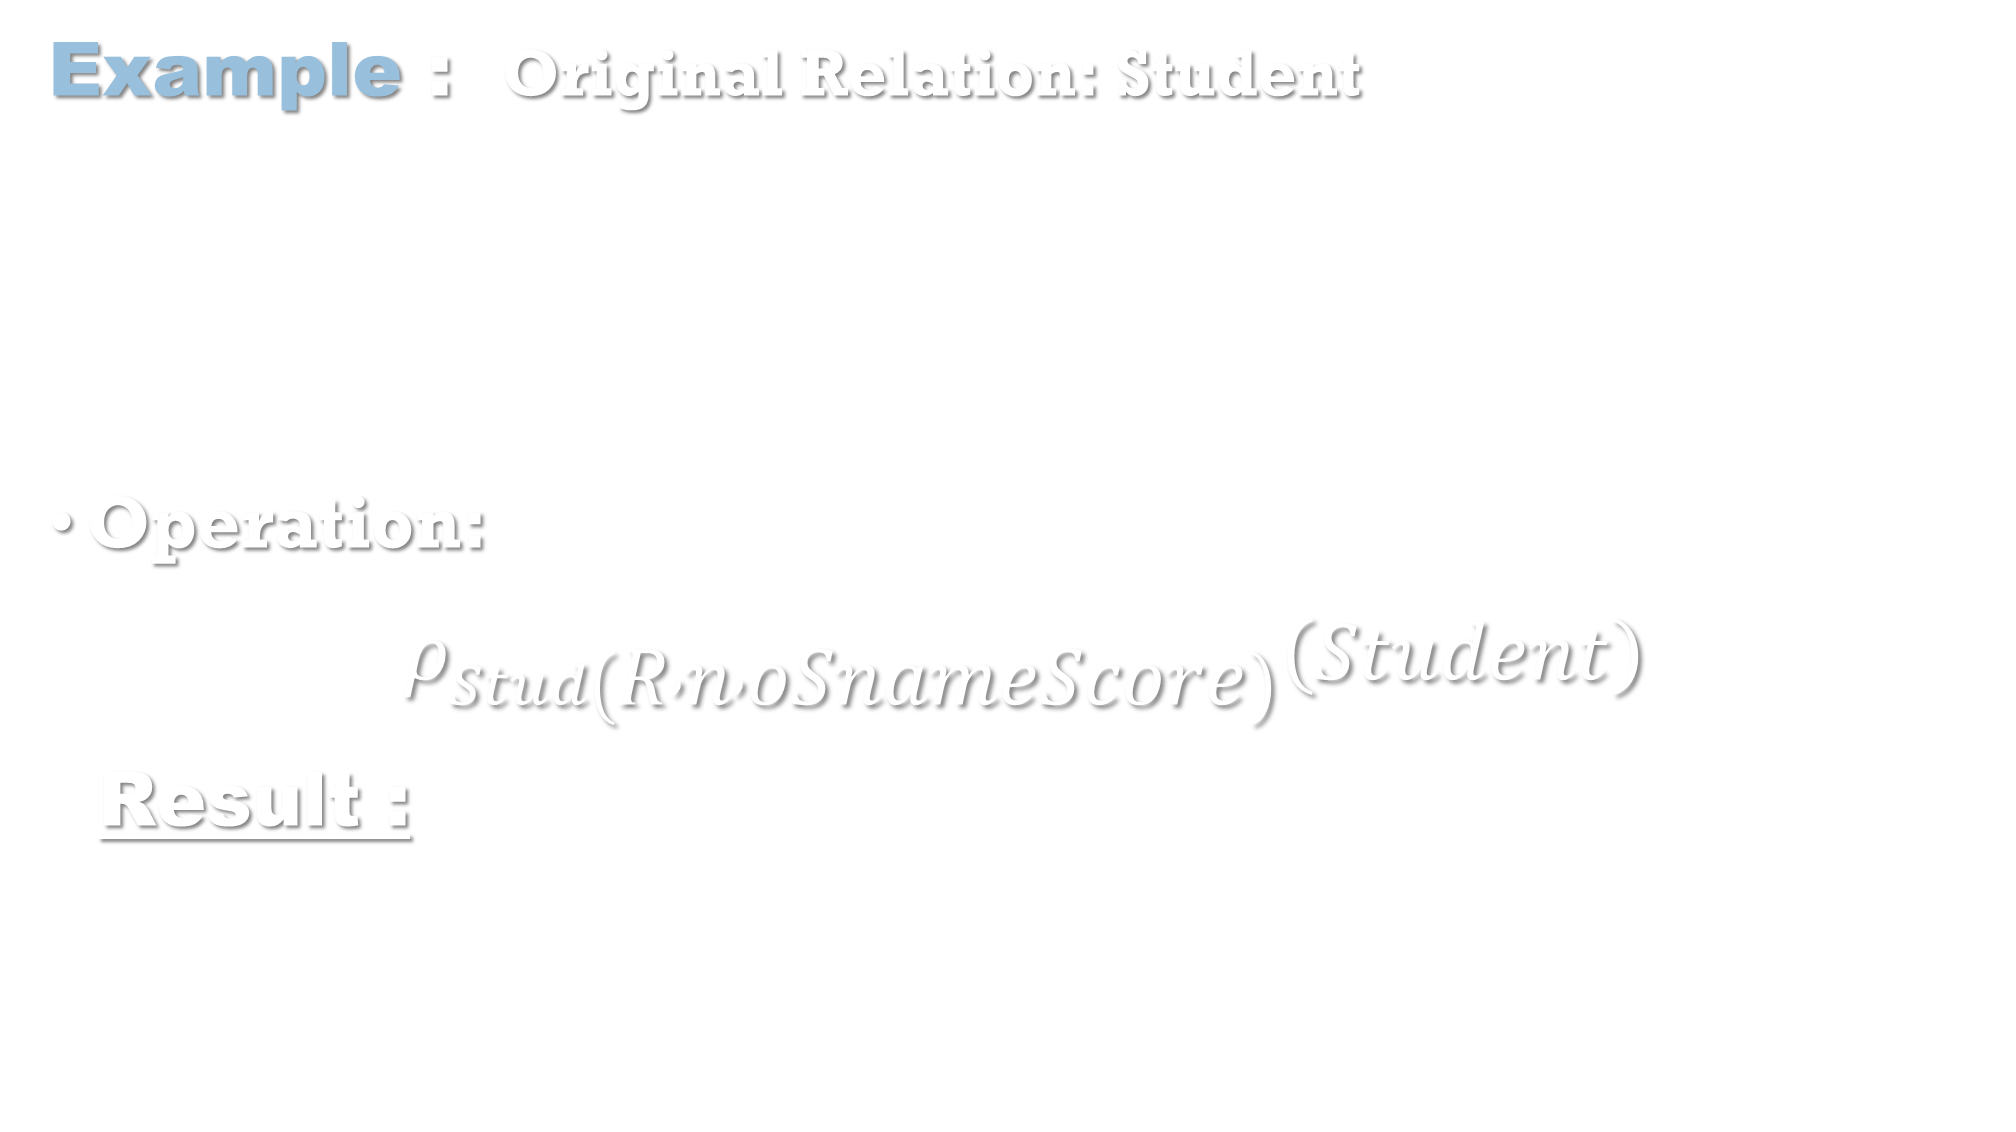 Example : Original Relation: Student
• Operation:
ρStud(R,n,oSnameScore)(Student)
Result :